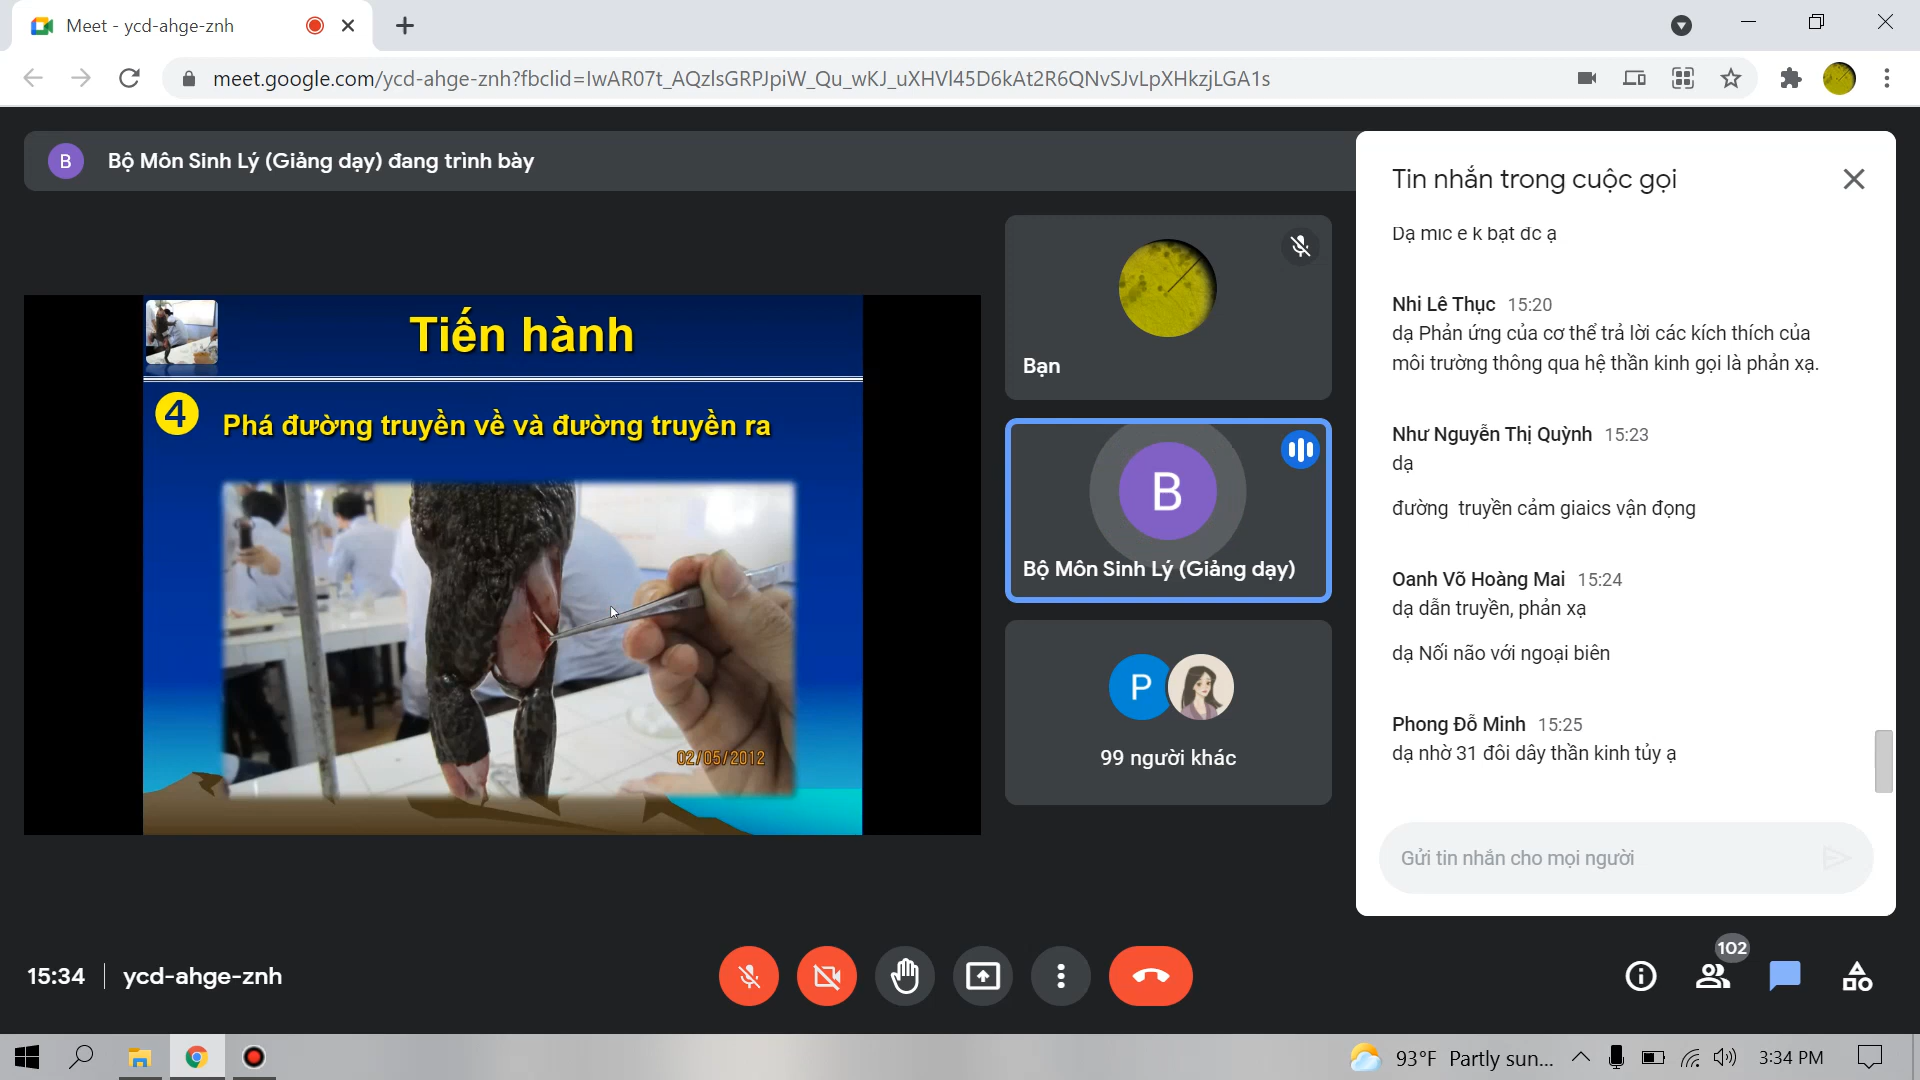 Meet - ycd-ahge-znh
meet.google.com/ycd-ahge-znh?fbclid=IwAR07t_AQzlsGRPJpiW_Qu_wKJ_uXHVl45D6kAt2R6QNvSJvLpXHkzjLGA1s
B
Bộ Môn Sinh Lý (Giảng dạy) đang trình bày
Tiến hành
4
Phá đường truyền về và đường truyền ra
02/05/2012
Bạn
B
Bộ Môn Sinh Lý (Giảng dạy)
P
99 người khác
Tin nhắn trong cuộc gọi
Dạ mic e k bật đc ạ
Nhi Lê Thục 15:20
dạ Phản ứng của cơ thể trả lời các kích thích của
môi trường thông qua hệ thần kinh gọi là phản xạ.
Như Nguyễn Thị Quỳnh 15:23
dạ
đường truyền cảm giaics vận đọng
Oanh Võ Hoàng Mai 15:24
dạ dẫn truyền, phản xạ
dạ Nối não với ngoại biên
Phong Đỗ Minh 15:25
dạ nhờ 31 đôi dây thần kinh tủy ạ
Gửi tin nhắn cho mọi người
15:34
ycd-ahge-znh
102
93°F Partly sun...
3:34 PM